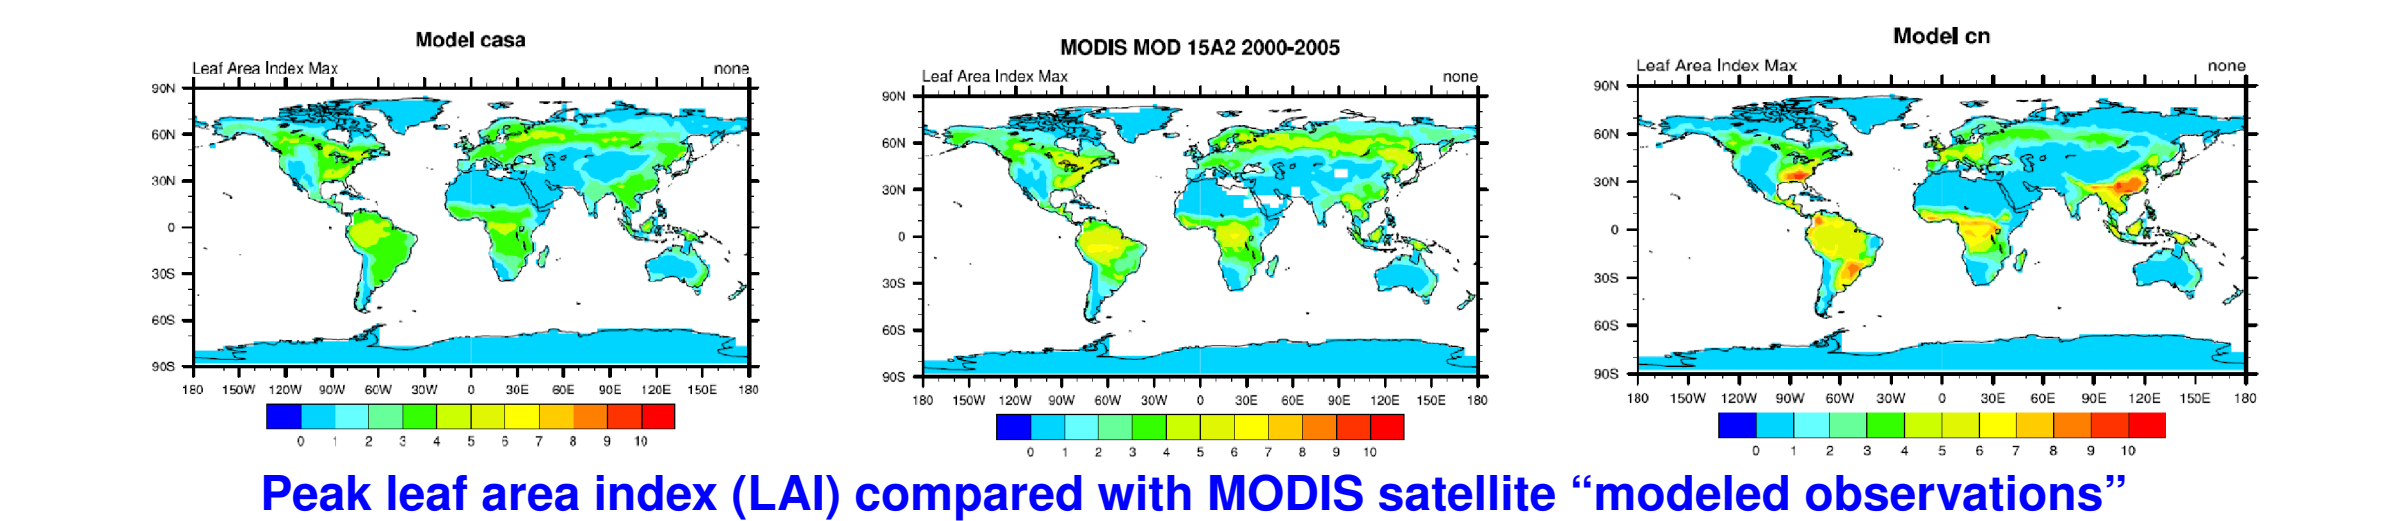 Model casa
Leaf Area Index Max none
90N
60N
30N
0
30S
60S
90S
180 150W 120W 90W 60W 30W 0 30E 60E 90E 120E 150E 180
0 1 2 3 4 5 6 7 8 9 10
MODIS MOD 15A2 2000-2005
Leaf Area Index Max none
90N
60N
30N
0
30S
60S
90S
180 150W 120W 90W 60W 30W 0 30E 60E 90E 120E 150E 180
0 1 2 3 4 5 6 7 8 9 10
Model cn
Leaf Area Index Max none
90N
60N
30N
0
30S
60S
90S
180 150W 120W 90W 60W 30W 0 30E 60E 90E 120E 150E 180
0 1 2 3 4 5 6 7 8 9 10
Peak leaf area index (LAI) compared with MODIS satellite “modeled observations”